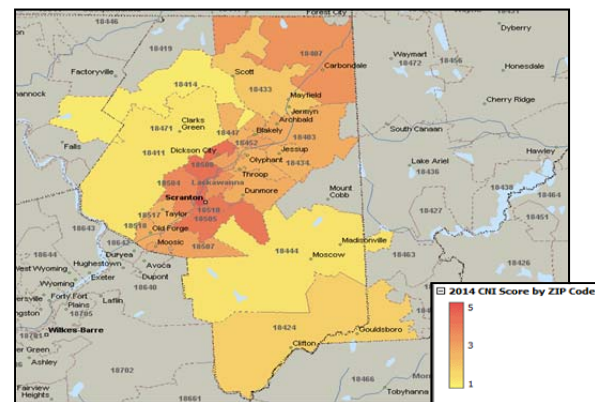 Forest City
18446
Dyberry
18419
18407
Waymart
18472
18456
Honesdale
Factoryville
Carbondale
Scott
18414
18433
Mayfield
Jermyn
Archbald
Cherry Ridge
Clarks
Green
18471
18447
Blakely
18403
South Canaan
Falls
18452
18411
Dickson City
Jessup
Olyphant
18434
Hawley
18508
Throop
Lake Ariel
18436
18438
18464
18504
Lackawanna
Scranton
Dunmore
Mount
Cobb
18427
18451
18517
Taylor
18510
18505
18518
Old Forge
18643
18644
18642
Moosic
18507
Madisonville
18444
18463
Duryea
Avoca
Moscow
Hughestown
West Wyoming
Exeter
Dupont
18426
Wyoming
18640
Forty Fort
Laflin
Plains
18705
Wilkes-Barre
18424
Gouldsboro
Clifton
Ashley
18702
18466
Tobyhanna
Fairview
Heights
18661
2014 CNI Score by ZIP Code
5
3
1